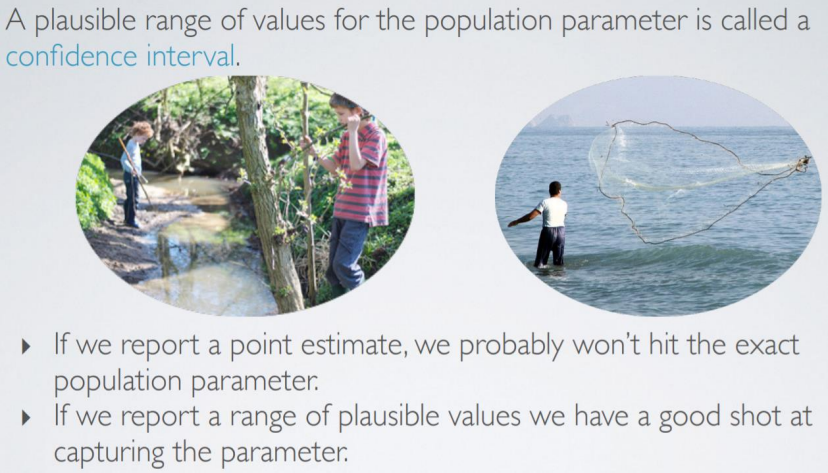 A plausible range of values for the population parameter is called a
confidence interval.
‣ If we report a point estimate, we probably won’t hit the exact
population parameter.
‣ If we report a range of plausible values we have a good shot at
capturing the parameter.